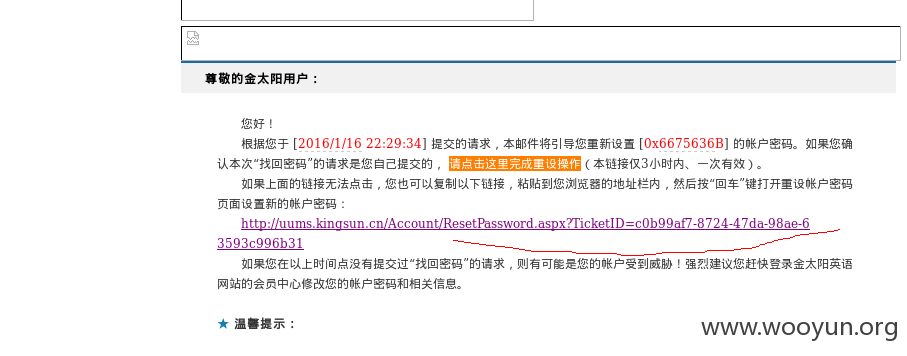 尊敬的金太阳用户：
您好！
根据您于 [2016/1/16 22:29:34] 提交的请求，本邮件将引导您重新设置 [0x6675636B] 的帐户密码。如果您确
认本次“找回密码”的请求是您自己提交的， 请点击这里完成重设操作（本链接仅3小时内、一次有效）。
如果上面的链接无法点击，您也可以复制以下链接，粘贴到您浏览器的地址栏内，然后按“回车”键打开重设帐户密码
页面设置新的帐户密码：
http://uums.kingsun.cn/Account/ResetPassword.aspx?TicketID=c0b99af7-8724-47da-98ae-6
3593c996b31
如果您在以上时间点没有提交过“找回密码”的请求，则有可能是您的帐户受到威胁！强烈建议您赶快登录金太阳英语
网站的会员中心修改您的帐户密码和相关信息。
★ 温馨提示：
www.wooyun.org